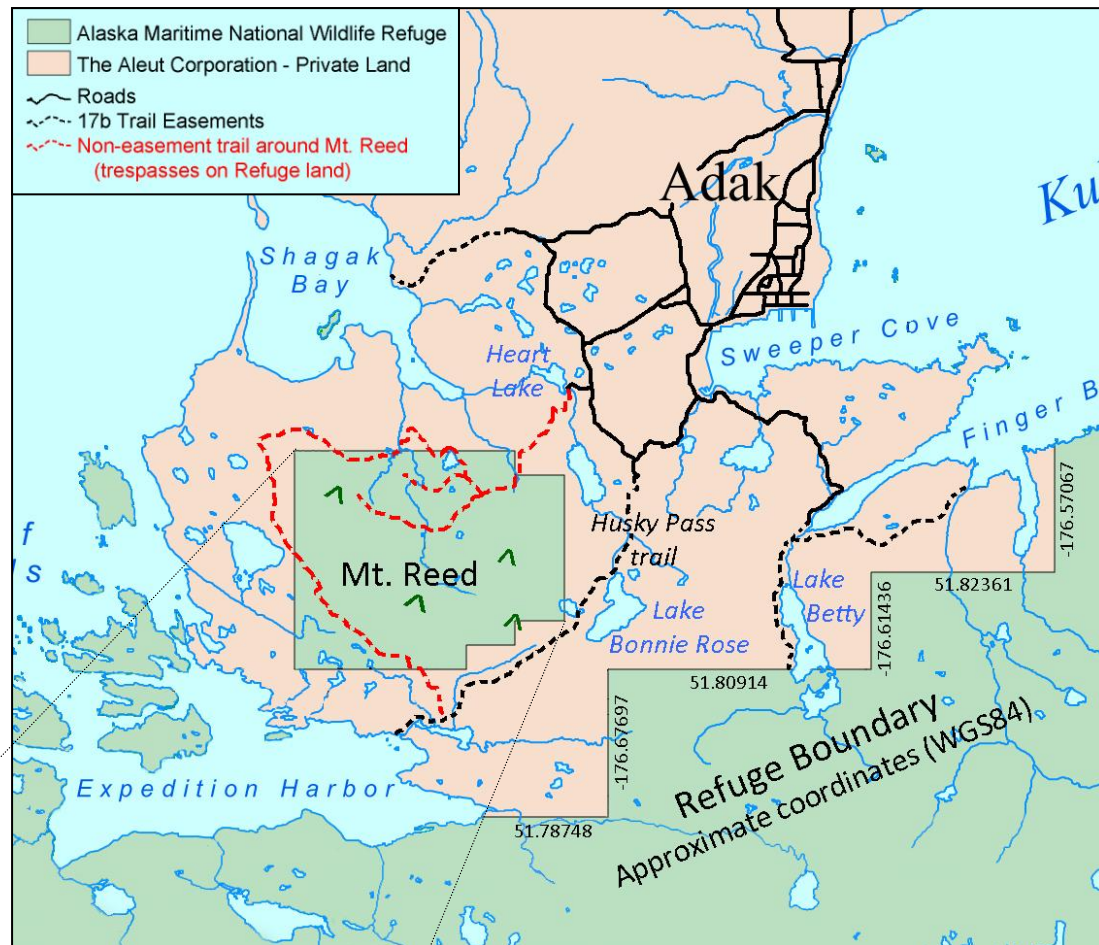 Alaska Maritime National Wildlife Refuge
The Aleut Corporation - Private Land
Roads
17b Trail Easements
Non-easement trail around Mt. Reed
(trespasses on Refuge land)
Adak
Ku
Shagak
Bay
Heart
Lake
Sweeper Cove
Finger B
f
ls
Mt. Reed
Husky Pass
trail
Lake
Bonnie Rose
Lake
Betty
-176.57067
51.82361
-176.61436
51.80914
-176.67697
51.78748
Expedition Harbor
Refuge Boundary
Approximate coordinates (WGS84)